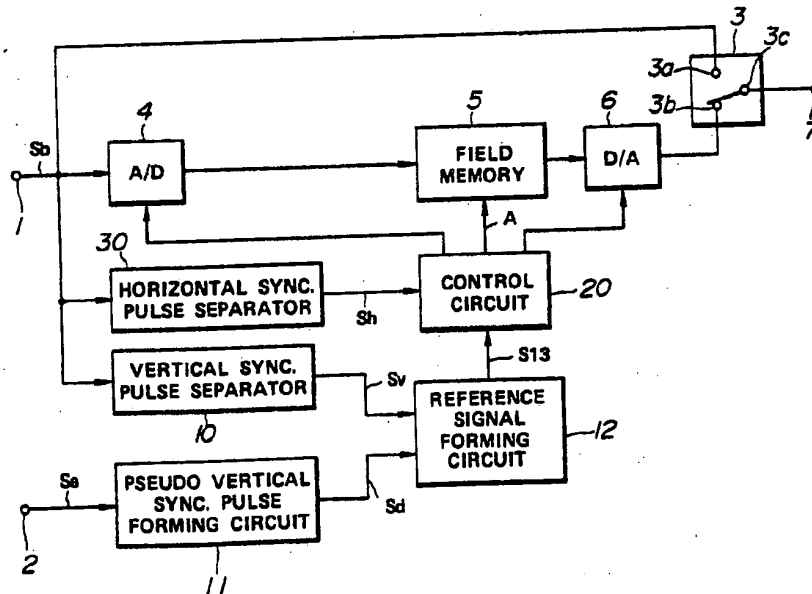 3
3a
3c
3b
4
5
6
Sb
A/D
FIELD
MEMORY
D/A
1
A
30
HORIZONTAL SYNC.
PULSE SEPARATOR
Sh
CONTROL
CIRCUIT
20
S13
VERTICAL SYNC.
PULSE SEPARATOR
Sv
10
REFERENCE
SIGNAL
FORMING
CIRCUIT
12
Sa
PSEUDO VERTICAL
SYNC. PULSE
FORMING CIRCUIT
Sd
2
11